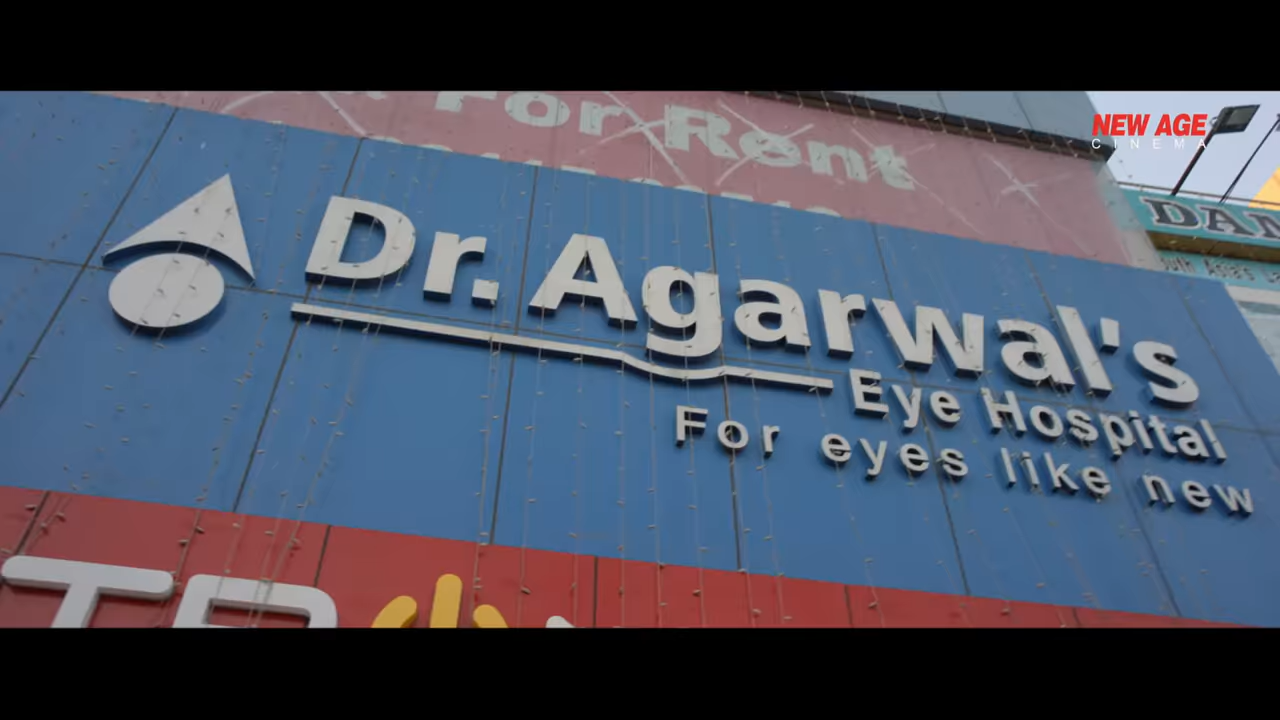 For Rent
NEW AGE
CINEMA
Dr.Agarwal's
Eye Hospital
For eyes like new